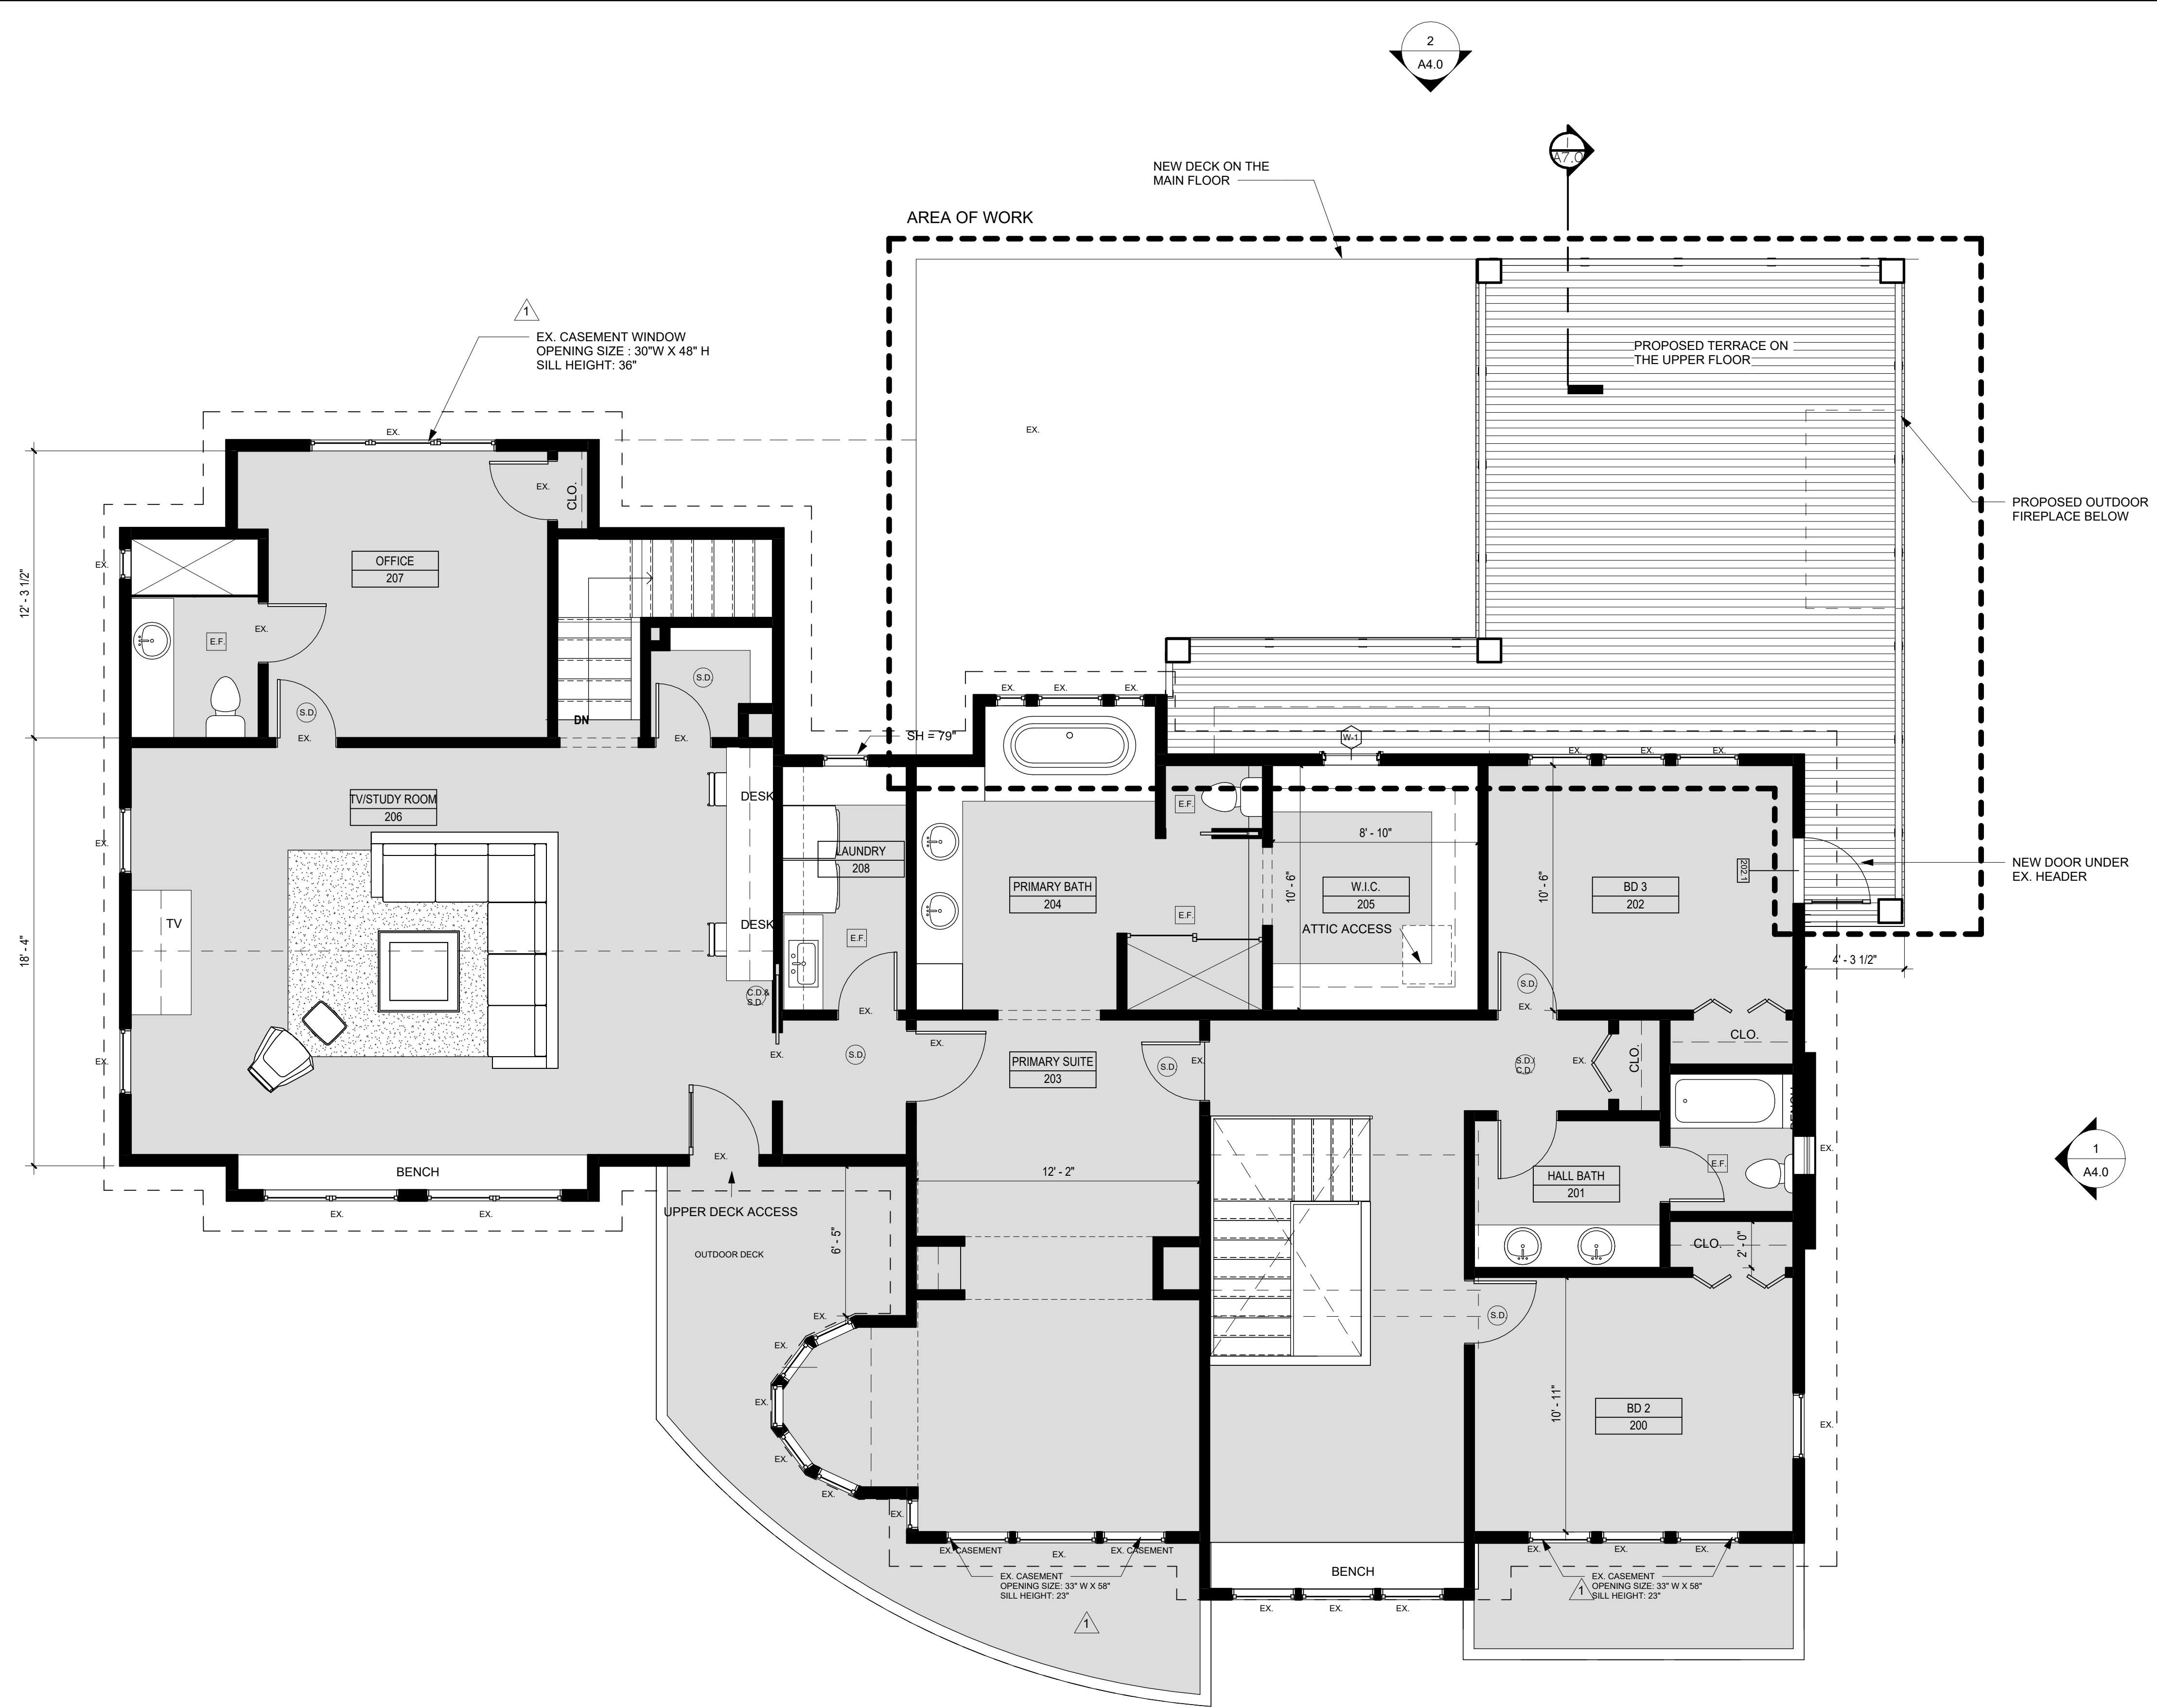 2
A4.0
1
A7.0
NEW DECK ON THE
MAIN FLOOR
AREA OF WORK
1
EX. CASEMENT WINDOW
OPENING SIZE : 30"W X 48" H
SILL HEIGHT: 36"
PROPOSED TERRACE ON
THE UPPER FLOOR
EX.
EX.
PROPOSED OUTDOOR
FIREPLACE BELOW
EX.
CLO.
EX.
OFFICE
207
12' - 3 1/2"
E.F.
EX.
S.D.
S.D.
DN
EX.
EX.
EX.
EX.
EX.
SH = 79"
W-1
EX.
EX.
EX.
TV/STUDY ROOM
206
DESK
EX.
LAUNDRY
208
E.F.
8' - 10"
PRIMARY BATH
204
10' - 6"
W.I.C.
205
10' - 6"
BD 3
202
202.1
NEW DOOR UNDER
EX. HEADER
TV
DESK
E.F.
E.F.
ATTIC ACCESS
18' - 4"
4' - 3 1/2"
C.D.&
S.D.
EX.
S.D.
EX.
EX.
EX.
S.D.
EX.
PRIMARY SUITE
203
S.D.
EX.
S.D./
C.D.
EX.
CLO.
CLO.
BENCH
1
A4.0
EX.
BENCH
EX.
12' - 2"
HALL BATH
201
E.F.
EX.
EX.
UPPER DECK ACCESS
OUTDOOR DECK
6' - 5"
CLO.
2' - 0"
EX.
S.D.
EX.
EX.
10' - 11"
BD 2
200
EX.
EX.
EX.
EX.
EX. CASEMENT
EX.
EX. CASEMENT
EX.
EX.
EX.
EX. CASEMENT
OPENING SIZE: 33" W X 58"
SILL HEIGHT: 23"
1
BENCH
EX.
EX.
EX.
EX. CASEMENT
OPENING SIZE: 33" W X 58"
SILL HEIGHT: 23"
1